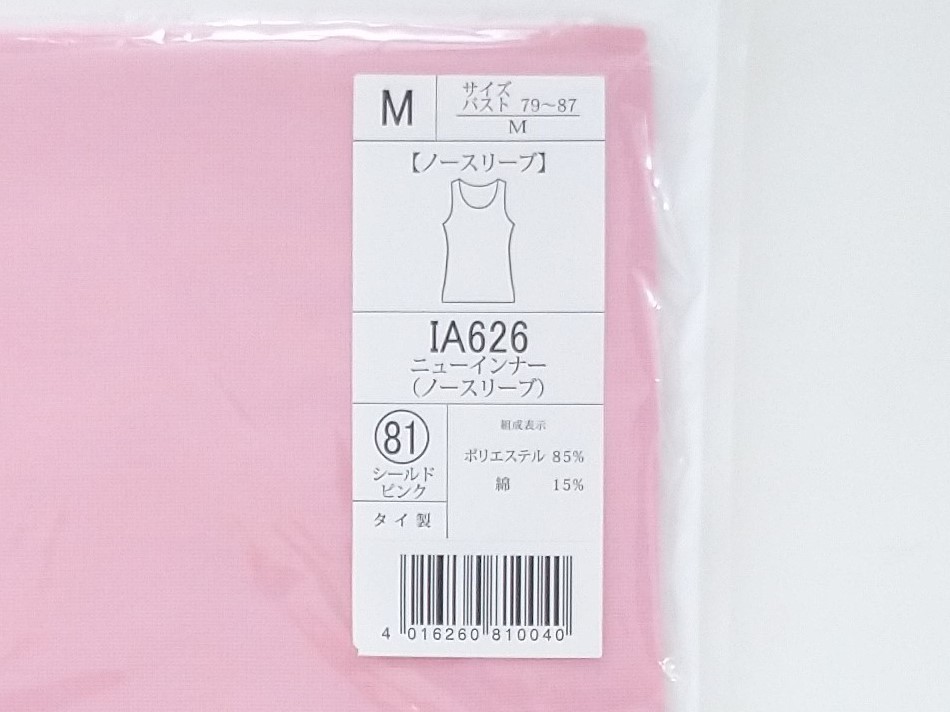 M
サイズ
バスト 79～87
M
【ノースリーブ】
IA626
ニューインナー
（ノースリーブ）
81
シールド
ピンク
タイ製
組成表示
ポリエステル 85%
綿 15%
4 016260 810040